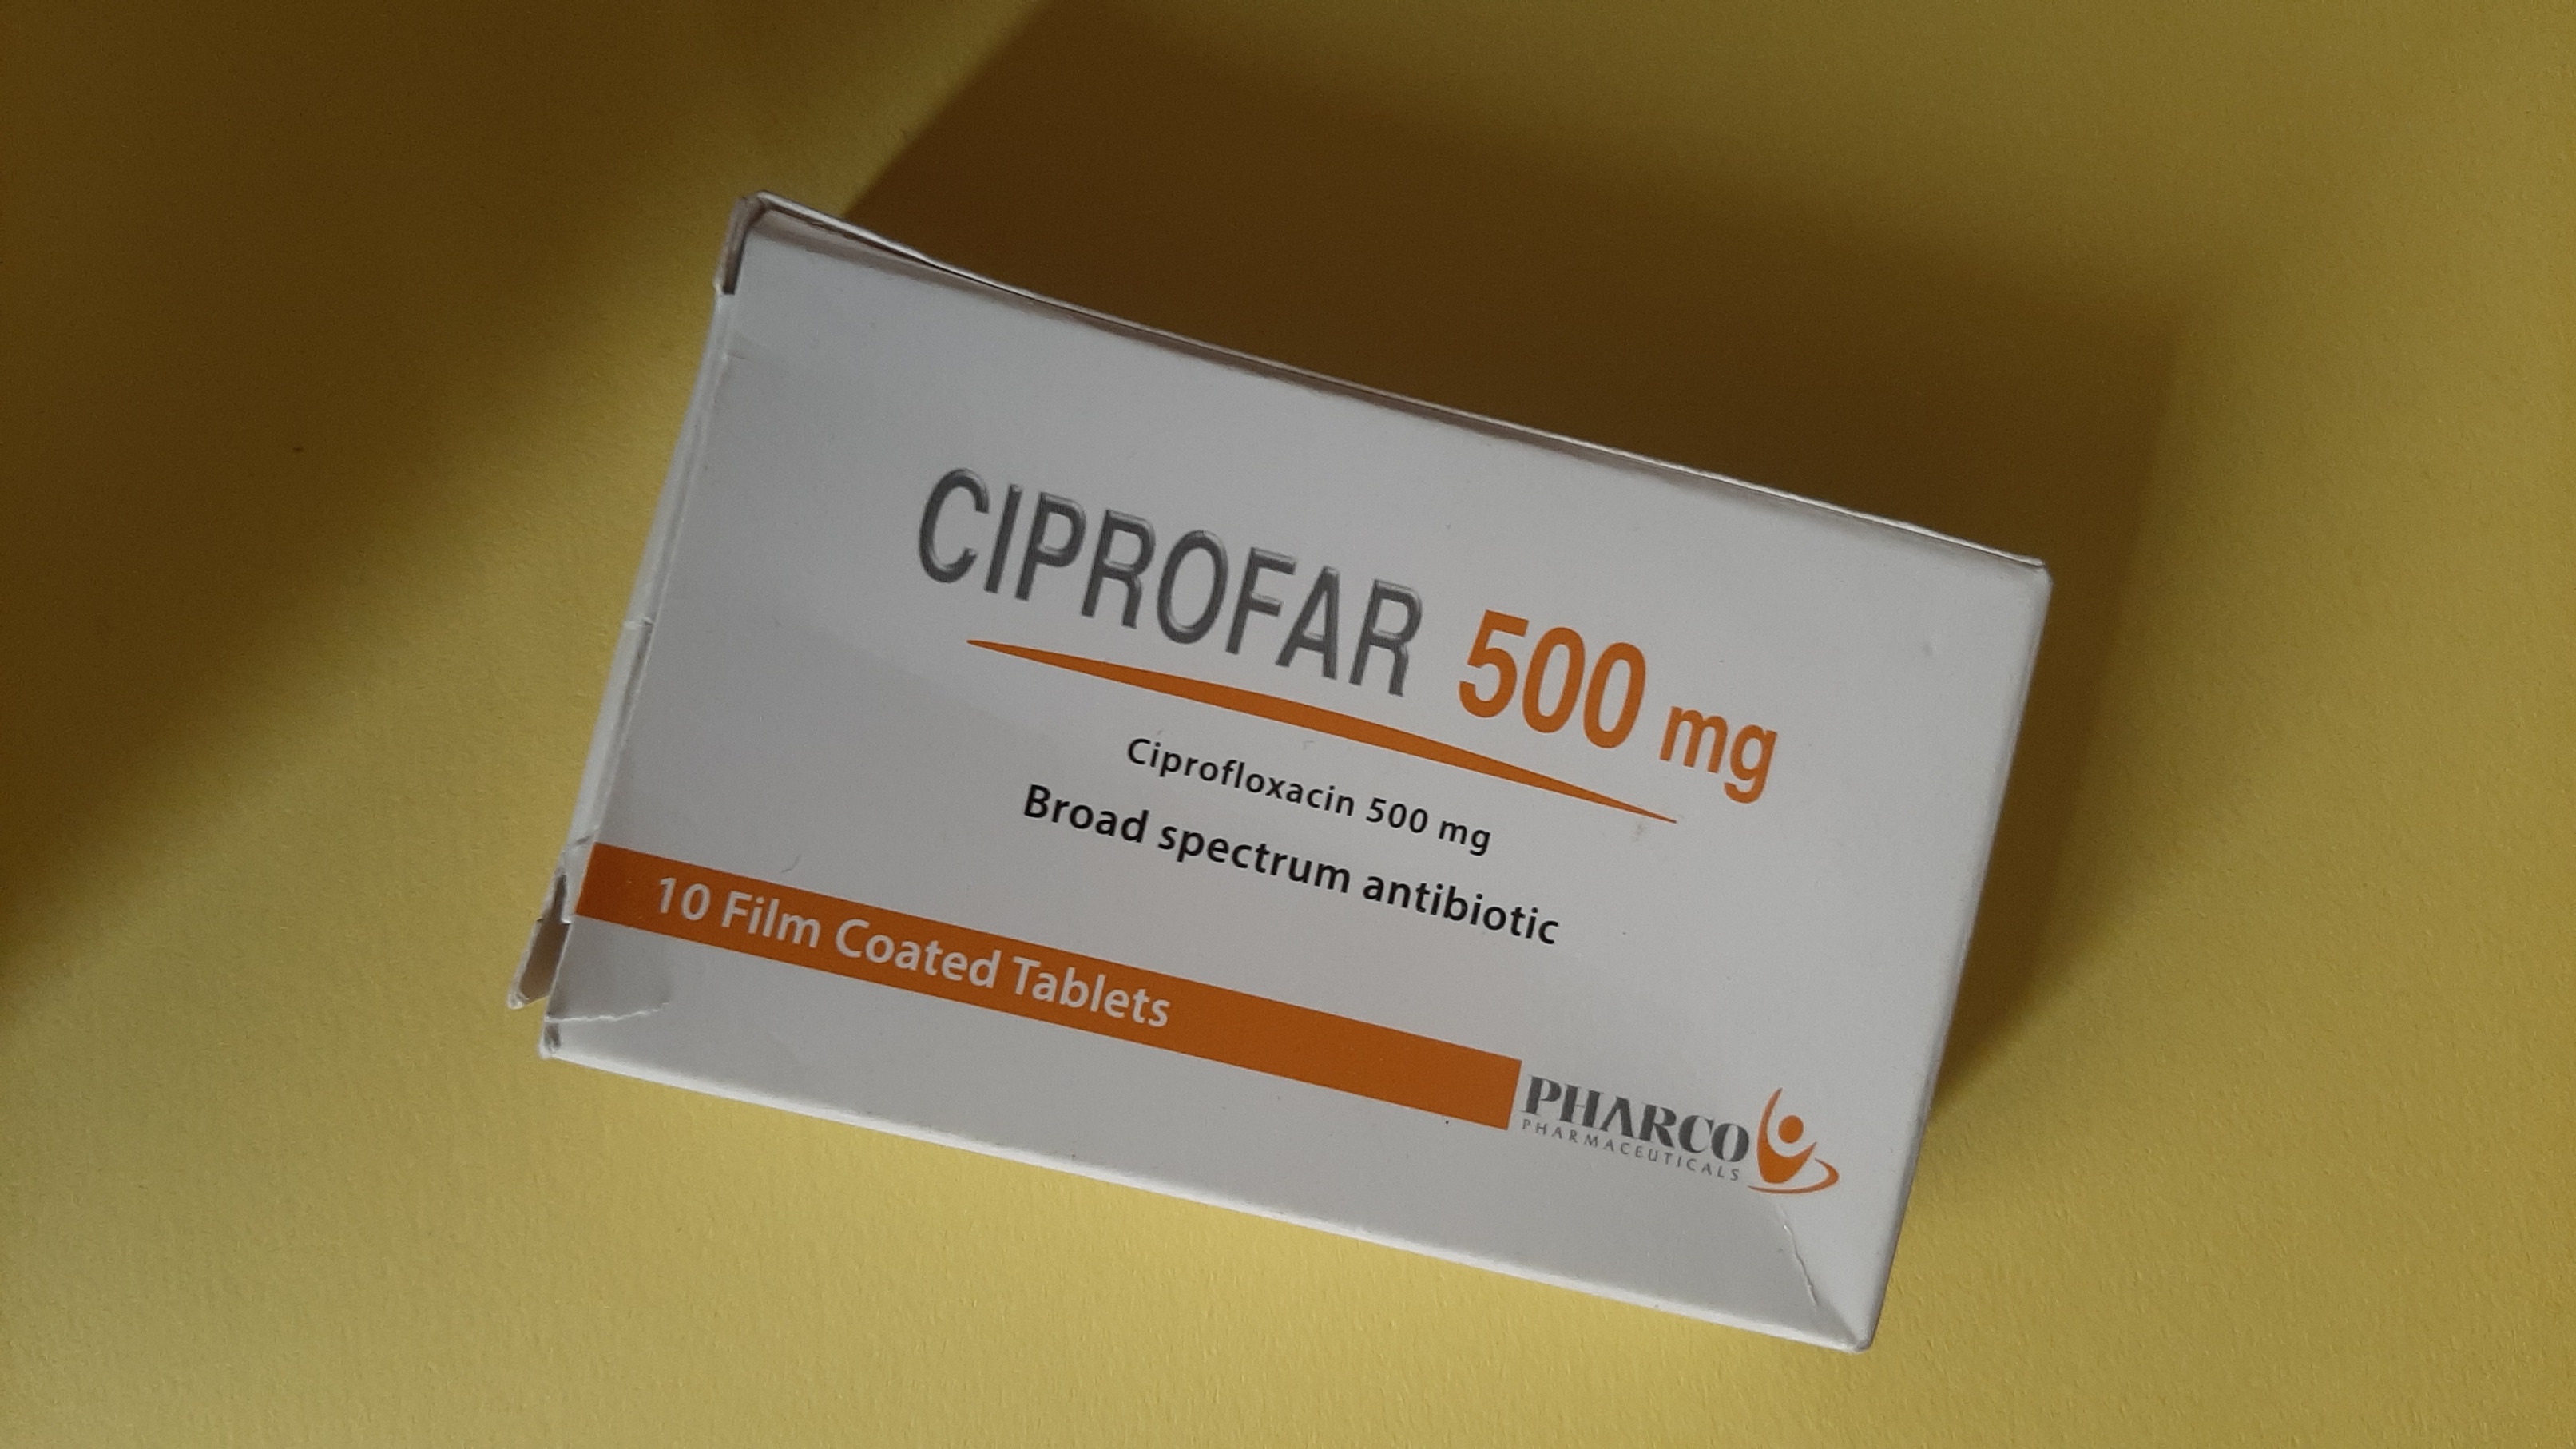 CIPROFAR 500 mg
Ciprofloxacin 500 mg
Broad spectrum antibiotic
10 Film Coated Tablets
PHARCO
PHARMACEUTICALS